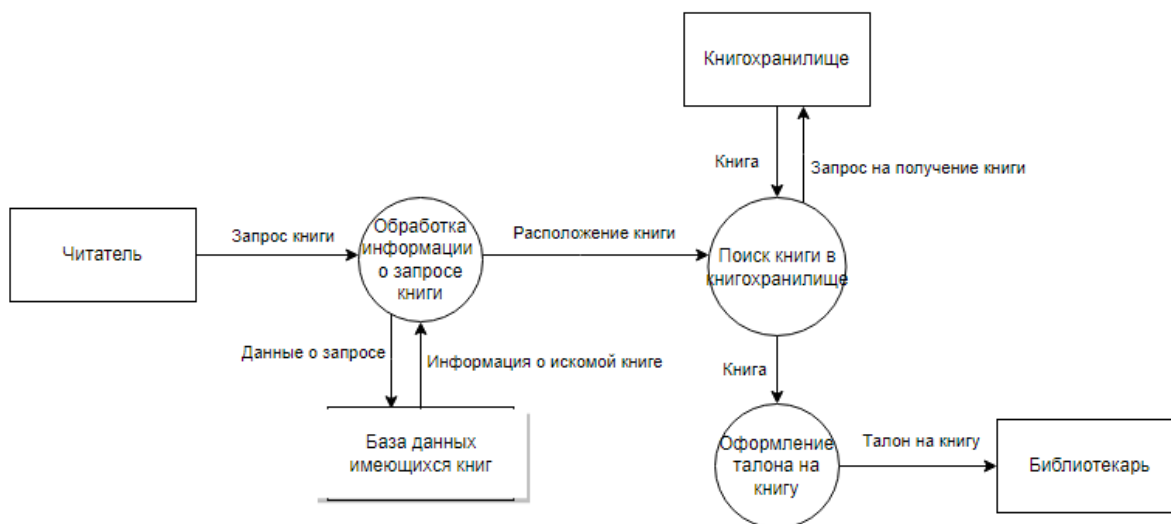 Книгохранилище
Книга
Запрос на получение книги
Читатель
Запрос книги
Обработка
информации
о запросе
книги
Расположение книги
Поиск книги в
книгохранилище
Данные о запросе
Информация о искомой книге
Книга
База данных
имеющихся книг
Оформление
талона на
книгу
Талон на книгу
Библиотекарь